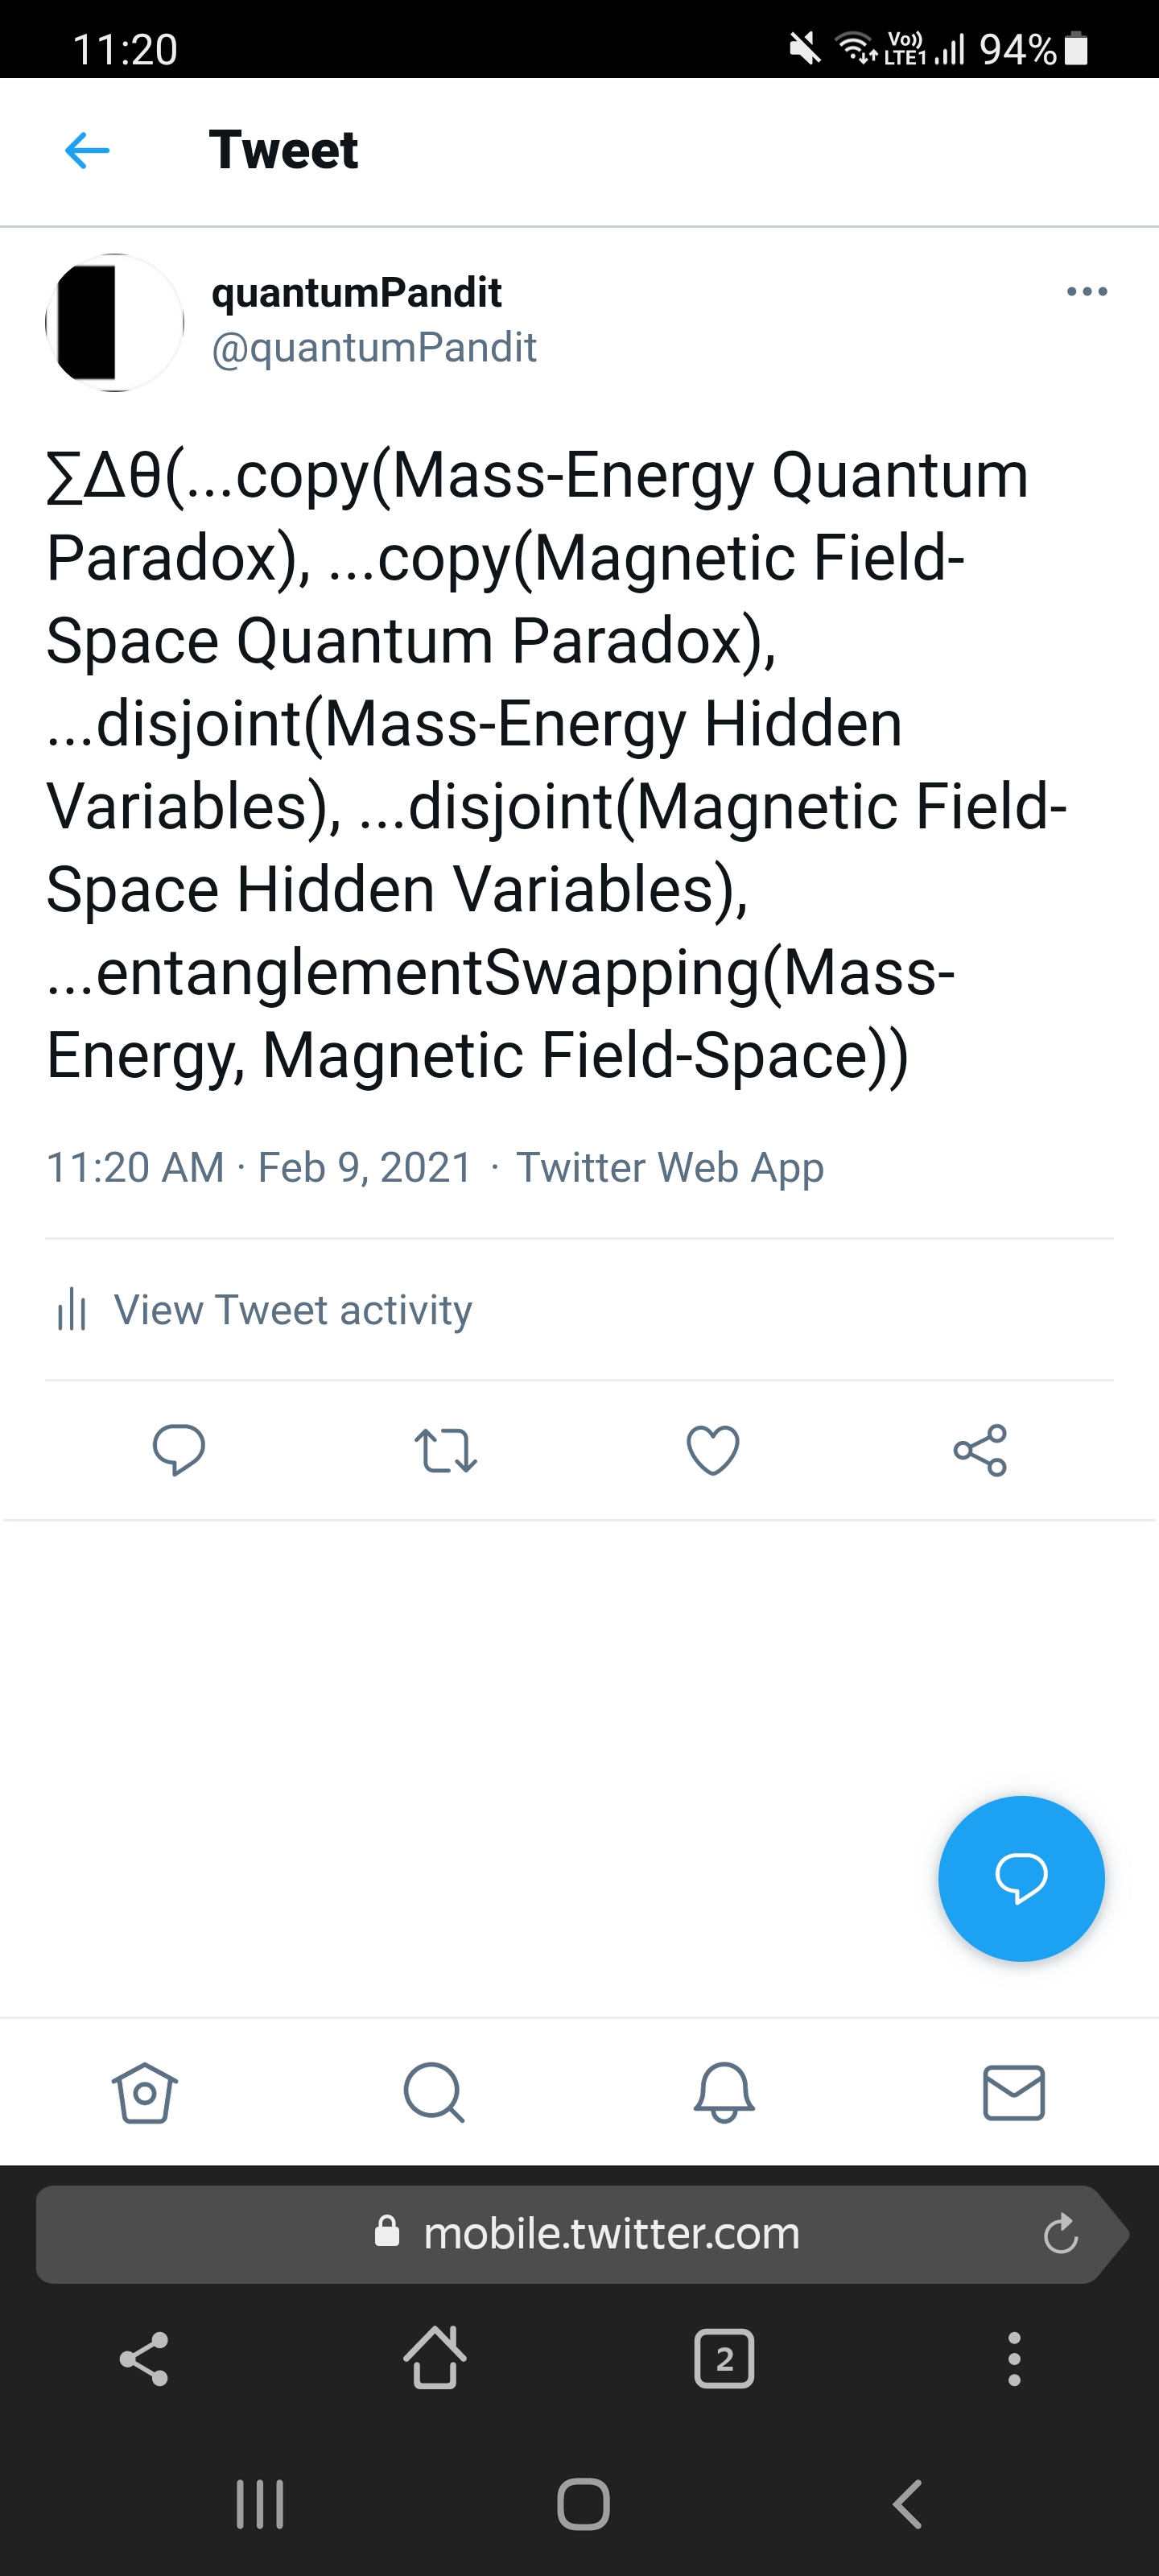 11:20
Vo))
LTE1
94%
Tweet
quantumPandit
@quantumPandit
∑Δθ(...copy(Mass-Energy Quantum
Paradox), ...copy(Magnetic Field-
Space Quantum Paradox),
...disjoint(Mass-Energy Hidden
Variables), ...disjoint(Magnetic Field-
Space Hidden Variables),
...entanglementSwapping(Mass-
Energy, Magnetic Field-Space))
11:20 AM · Feb 9, 2021 · Twitter Web App
View Tweet activity
mobile.twitter.com
2